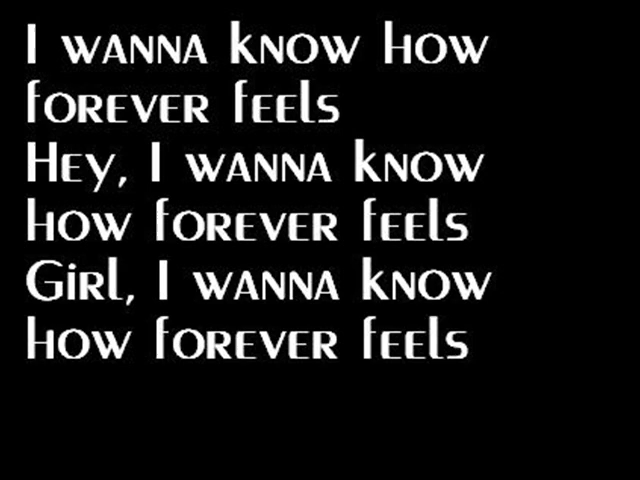 I wanna know how
forever feels
Hey, I wanna know
how forever feels
Girl, I wanna know
how forever feels